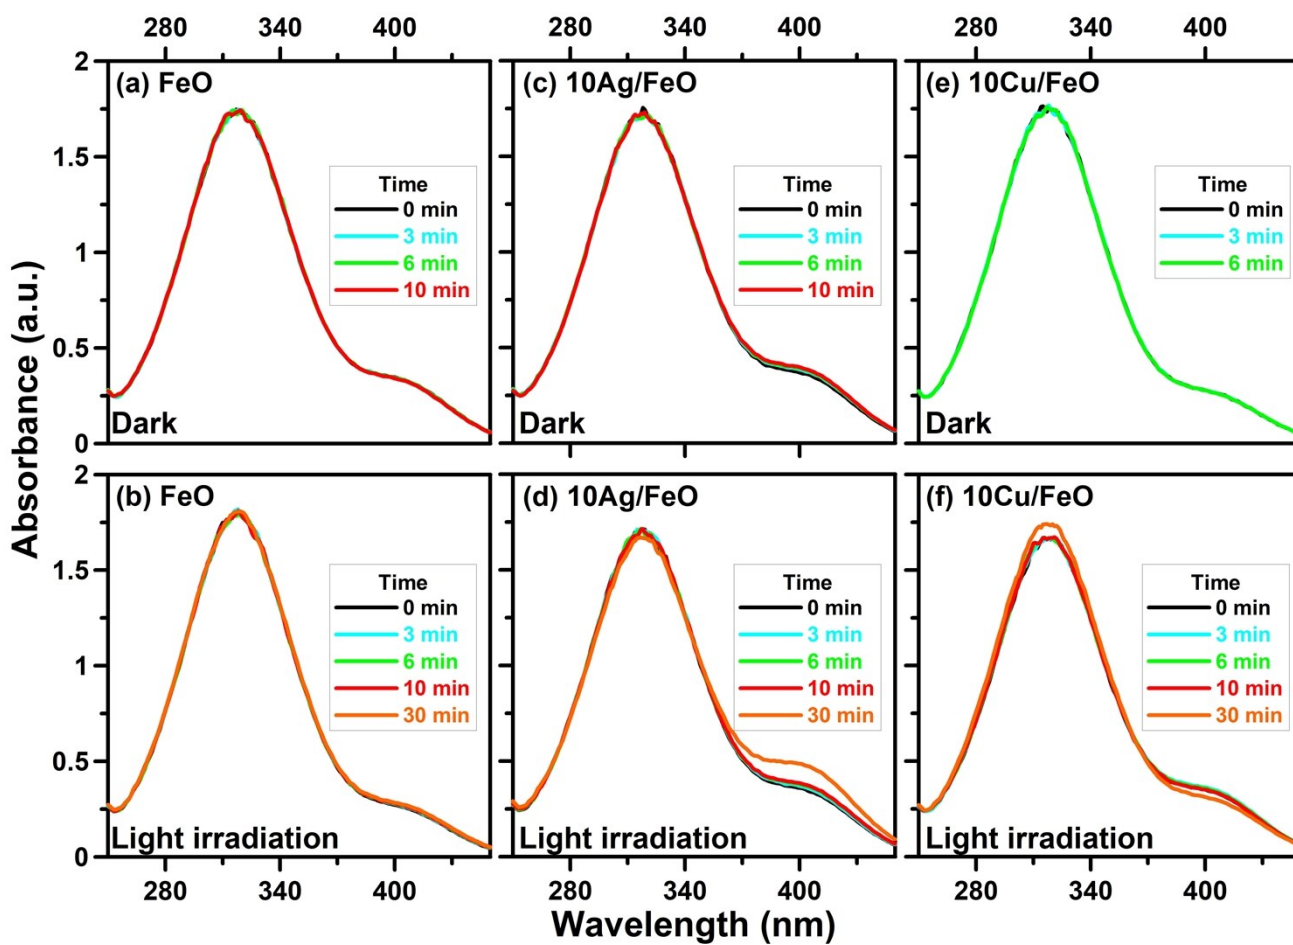 280 340 400 280 340 400 280 340 400
2
1.5
1
0.5
0
2
1.5
1
0.5
0
Absorbance (a.u.)
(a) FeO
Time
0 min
3 min
6 min
10 min
Dark
(c) 10Ag/FeO
Time
0 min
3 min
6 min
10 min
Dark
(e) 10Cu/FeO
Time
0 min
3 min
6 min
Dark
(b) FeO
Time
0 min
3 min
6 min
10 min
30 min
Light irradiation
(d) 10Ag/FeO
Time
0 min
3 min
6 min
10 min
30 min
Light irradiation
(f) 10Cu/FeO
Time
0 min
3 min
6 min
10 min
30 min
Light irradiation
280 340 400 280 340 400 280 340 400
Wavelength (nm)